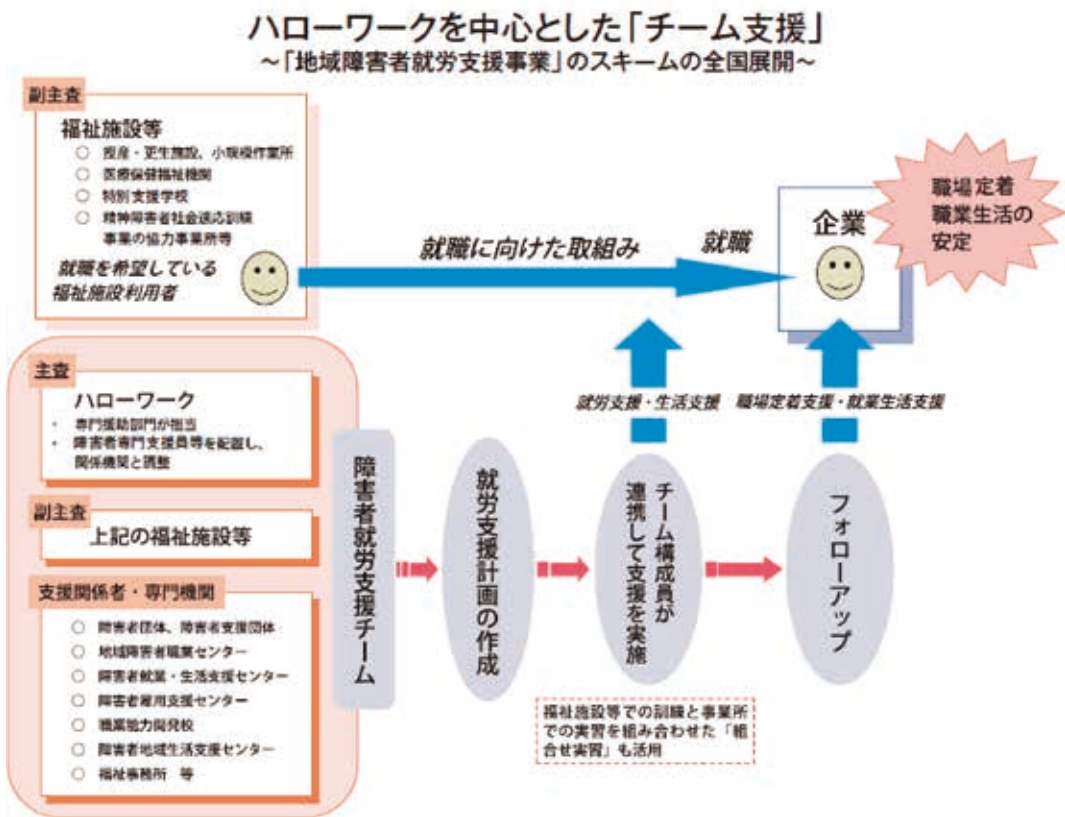 ハローワークを中心とした「チーム支援」
～「地域障害者就労支援事業」のスキームの全国展開～
副主査
福祉施設等
○ 授産・更生施設、小規模作業所
○ 医療保健福祉機関
○ 特別支援学校
○ 精神障害者社会適応訓練
事業の協力事業所等
就職を希望している
福祉施設利用者
就職に向けた取組み
就職
企業
職場定着
職業生活の
安定
主査
ハローワーク
・ 専門援助部門が担当
・ 障害者専門支援員等を配置し、
関係機関と調整
副主査
上記の福祉施設等
支援関係者・専門機関
○ 障害者団体、障害者支援団体
○ 地域障害者職業センター
○ 障害者就業・生活支援センター
○ 障害者雇用支援センター
○ 職業能力開発校
○ 障害者地域生活支援センター
○ 福祉事務所 等
障害者就労支援チーム
就労支援計画の作成
就労支援・生活支援
チーム構成員が
連携して支援を実施
福祉施設等での訓練と事業所
での実習を組み合わせた「組
合せ実習」も活用
職場定着支援・就業生活支援
フォローアップ